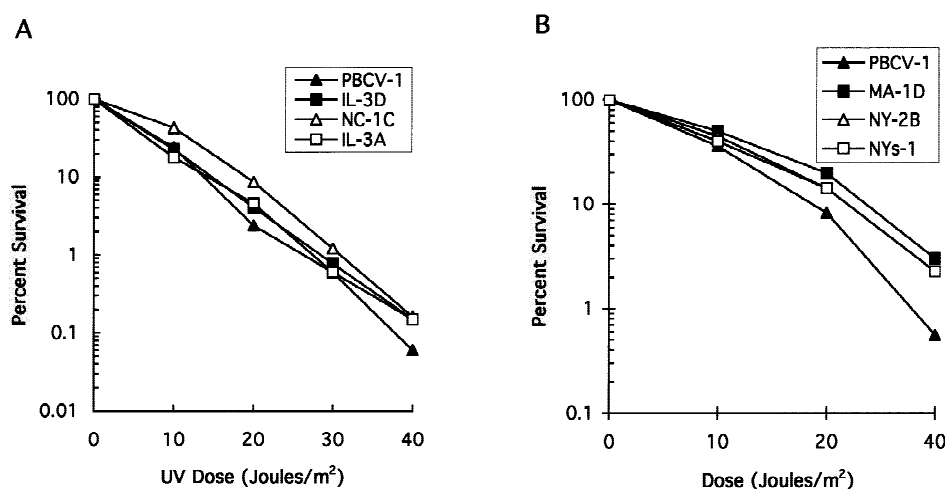 A
PBCV-1
IL-3D
NC-1C
IL-3A
100
10
1
0.1
0.01
Percent Survival
0 10 20 30 40
UV Dose (Joules/m²)
B
PBCV-1
MA-1D
NY-2B
NYs-1
100
10
1
0.1
Percent Survival
0 10 20 40
Dose (Joules/m²)